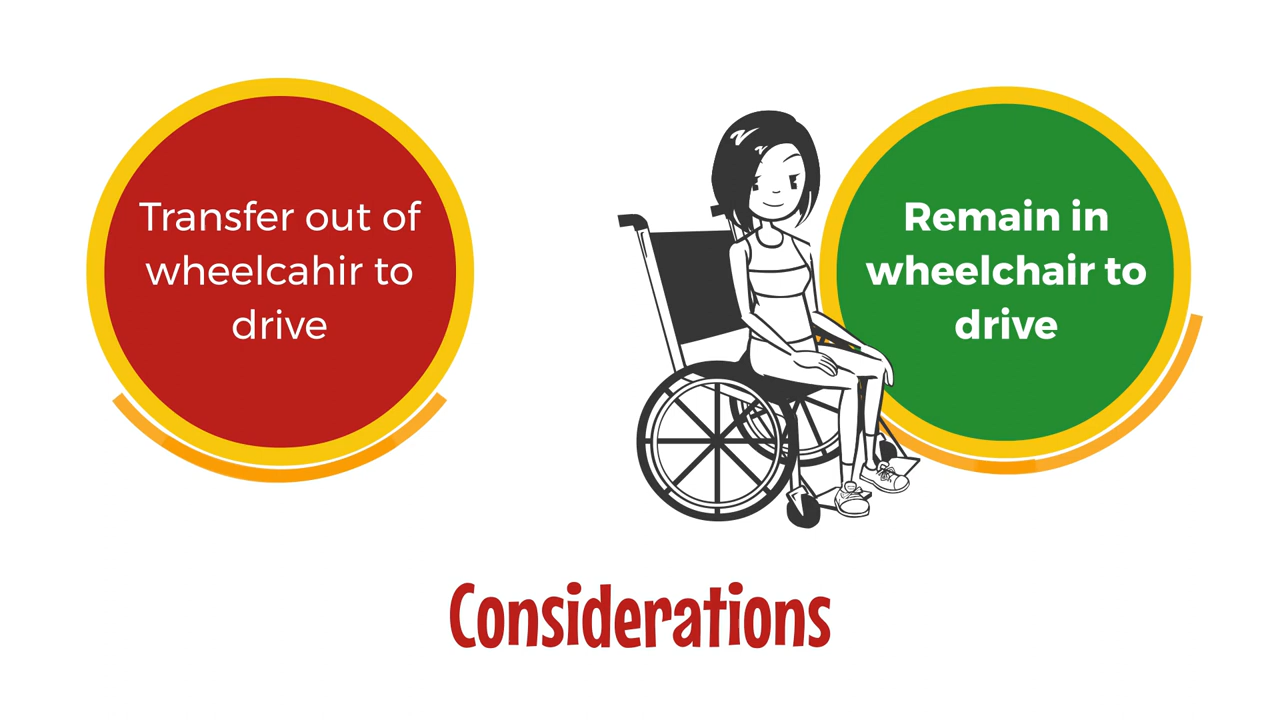 Transfer out of
wheelcahir to
drive
Remain in
wheelchair to
drive
Considerations